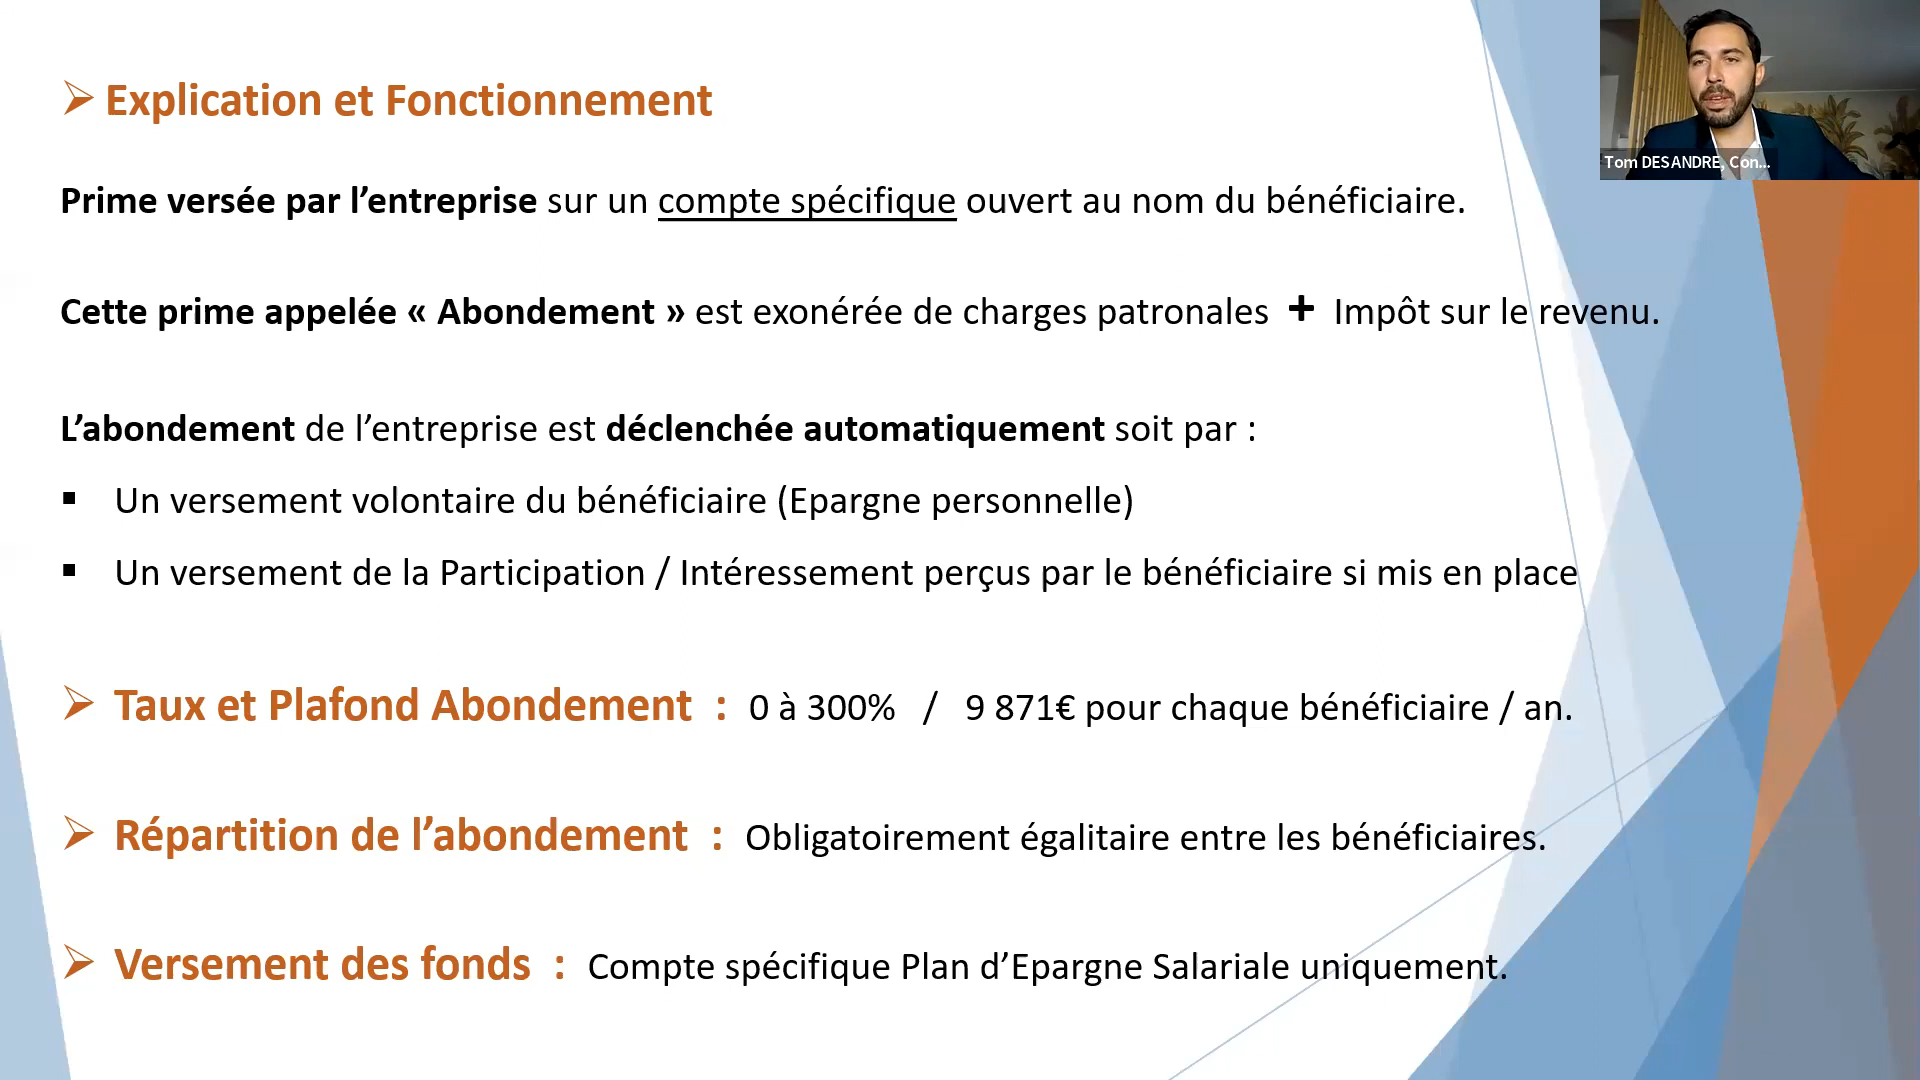 Explication et Fonctionnement
Tom DESANDRE, Con...
Prime versée par l’entreprise sur un compte spécifique ouvert au nom du bénéficiaire.
Cette prime appelée « Abondement » est exonérée de charges patronales + Impôt sur le revenu.
L’abondement de l’entreprise est déclenchée automatiquement soit par :
Un versement volontaire du bénéficiaire (Epargne personnelle)
Un versement de la Participation / Intéressement perçus par le bénéficiaire si mis en place
Taux et Plafond Abondement : 0 à 300% / 9 871€ pour chaque bénéficiaire / an.
Répartition de l’abondement : Obligatoirement égalitaire entre les bénéficiaires.
Versement des fonds : Compte spécifique Plan d’Epargne Salariale uniquement.